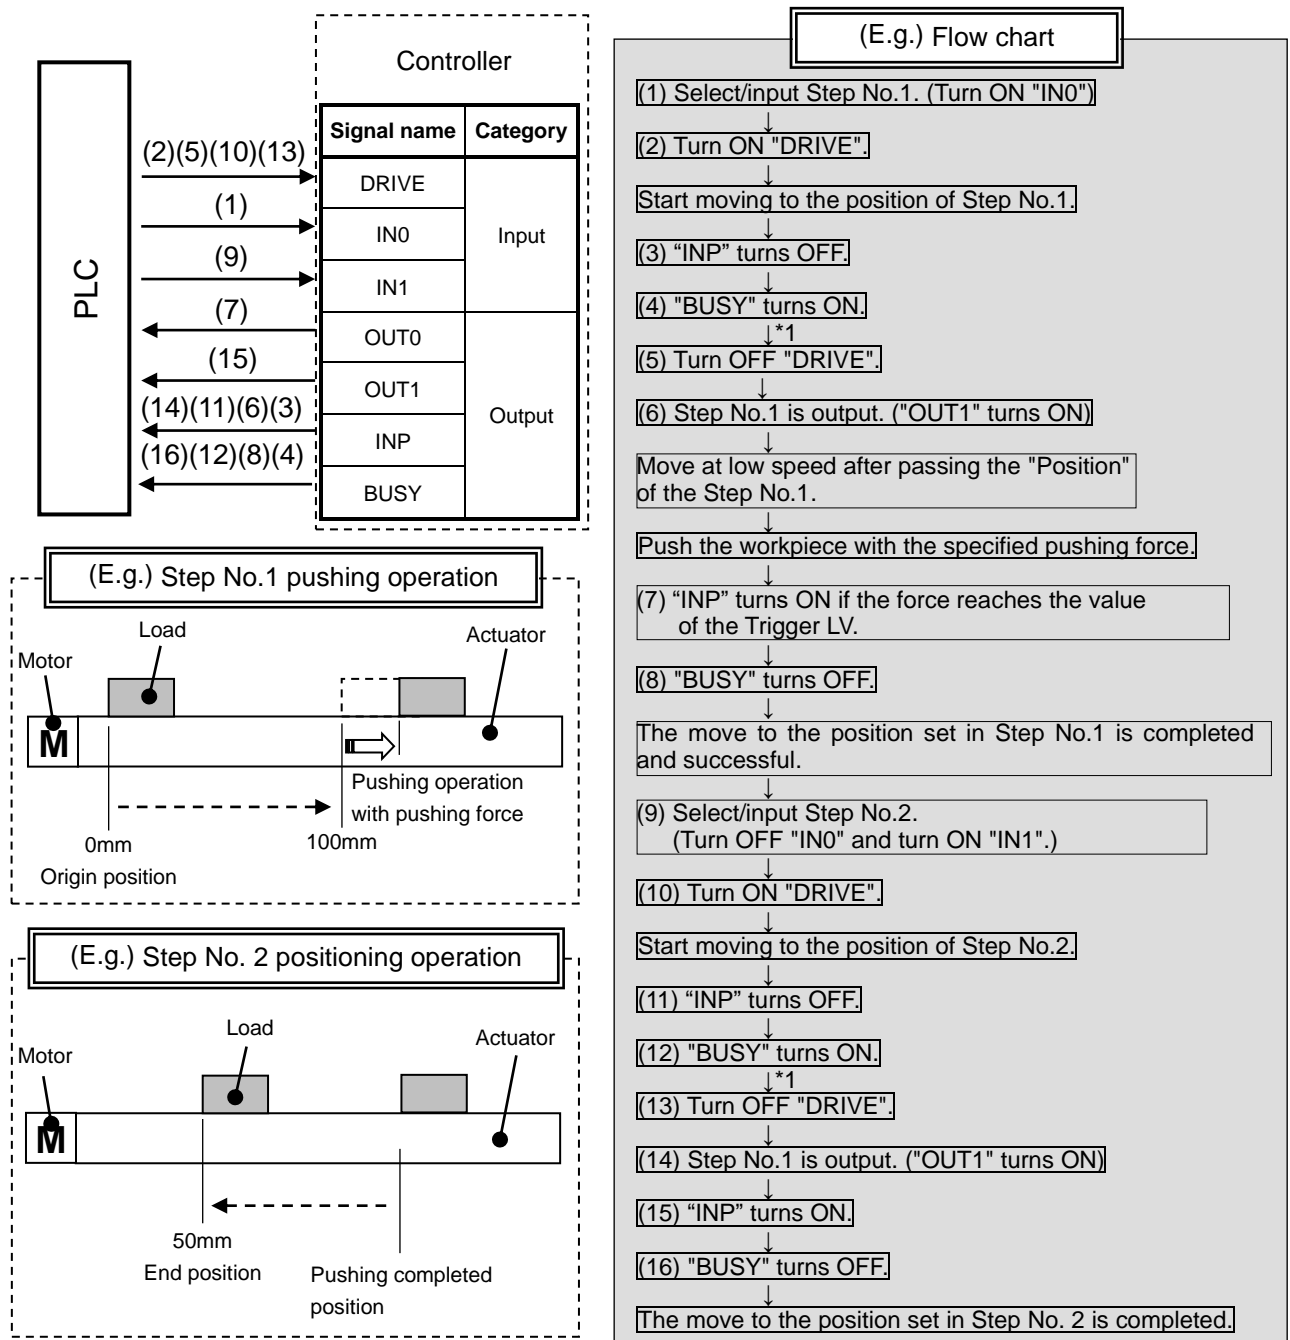 Controller
Signal name Category
DRIVE
IN0
Input
IN1
OUT0
OUT1
Output
INP
BUSY
PLC
(2)(5)(10)(13)
(1)
(9)
(7)
(15)
(14)(11)(6)(3)
(16)(12)(8)(4)
(E.g.) Step No.1 pushing operation
Load
Actuator
Motor
M
Pushing operation
with pushing force
0mm
100mm
Origin position
(E.g.) Step No. 2 positioning operation
Load
Actuator
Motor
M
50mm
End position
Pushing completed
position
(E.g.) Flow chart
(1) Select/input Step No.1. (Turn ON "IN0")
↓
(2) Turn ON "DRIVE".
↓
Start moving to the position of Step No.1.
↓
(3) “INP” turns OFF.
↓
(4) "BUSY" turns ON.
↓*1
(5) Turn OFF "DRIVE".
↓
(6) Step No.1 is output. ("OUT1" turns ON)
↓
Move at low speed after passing the "Position"
of the Step No.1.
↓
Push the workpiece with the specified pushing force.
↓
(7) “INP” turns ON if the force reaches the value
of the Trigger LV.
↓
(8) "BUSY" turns OFF.
↓
The move to the position set in Step No.1 is completed
and successful.
↓
(9) Select/input Step No.2.
(Turn OFF "IN0" and turn ON "IN1".)
↓
(10) Turn ON "DRIVE".
↓
Start moving to the position of Step No.2.
↓
(11) “INP” turns OFF.
↓
(12) "BUSY" turns ON.
↓*1
(13) Turn OFF "DRIVE".
↓
(14) Step No.1 is output. ("OUT1" turns ON)
↓
(15) “INP” turns ON.
↓
(16) "BUSY" turns OFF.
↓
The move to the position set in Step No. 2 is completed.